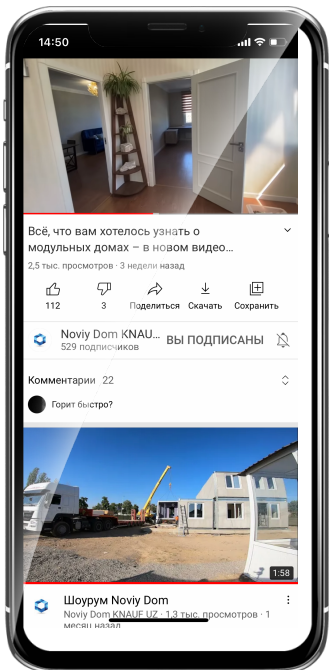 14:50
Всё, что вам хотелось узнать о
модульных домах – в новом видео...
2,5 тыс. просмотров · 3 недели назад
112 3 Поделиться Скачать Сохранить
Noviy Dom KNAU... ВЫ ПОДПИСАНЫ
529 подписчиков
Комментарии 22
Горит быстро?
1:58
Шоурум Noviy Dom
Noviy Dom KNAUF UZ · 1,3 тыс. просмотров · 1
месяц назад